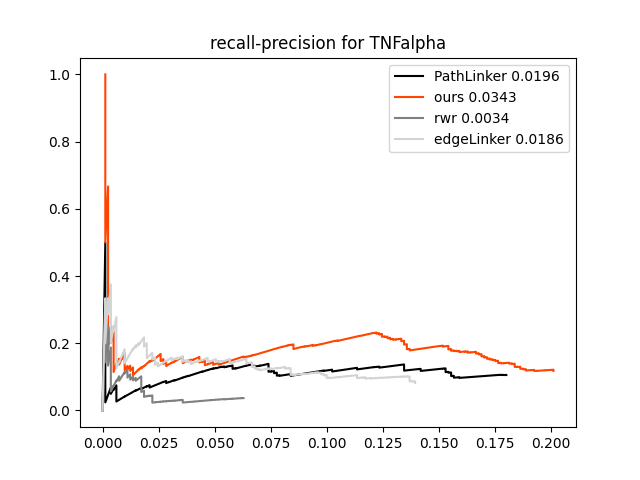 recall-precision for TNFalpha
PathLinker 0.0196
ours 0.0343
rwr 0.0034
edgeLinker 0.0186
1.0
0.8
0.6
0.4
0.2
0.0
0.000 0.025 0.050 0.075 0.100 0.125 0.150 0.175 0.200